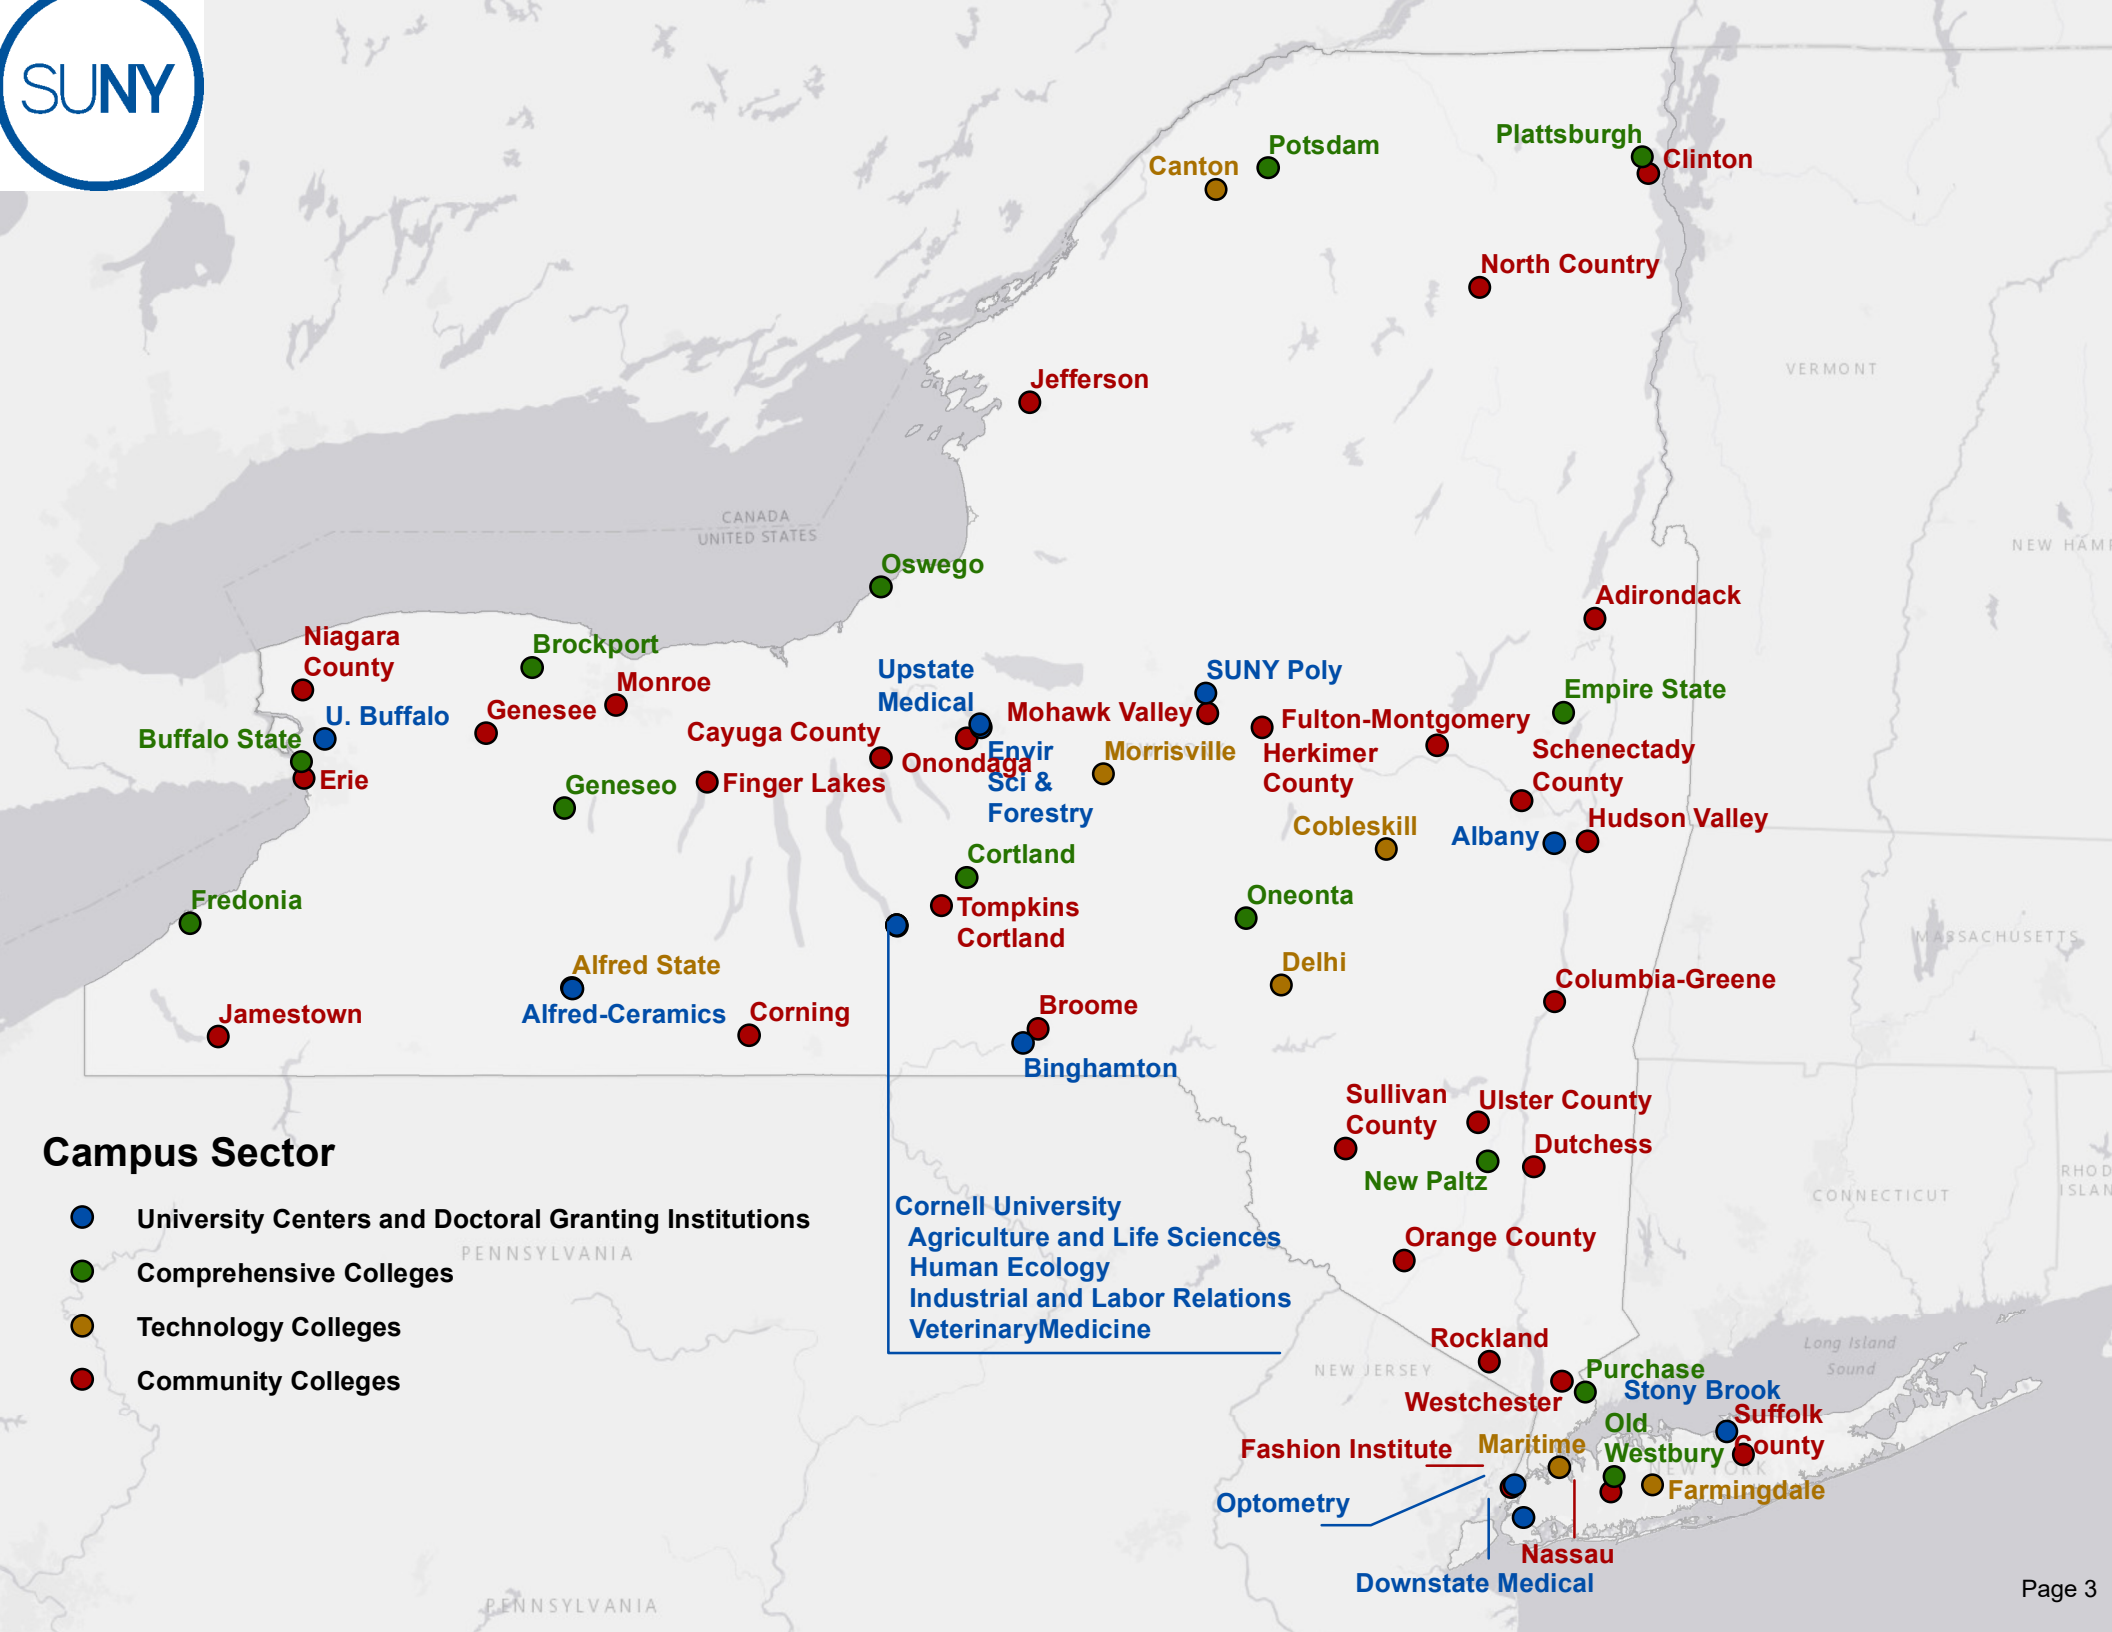 SUNY
Potsdam
Canton
Plattsburgh
Clinton
North Country
Jefferson
VERMONT
CANADA
UNITED STATES
NEW HAMP
Oswego
Adirondack
Niagara
County
Brockport
Monroe
Genesee
U. Buffalo
Buffalo State
Erie
Geneseo
Finger Lakes
Cayuga County
Upstate
Medical
Onondaga
Envir
Sci &
Forestry
SUNY Poly
Mohawk Valley
Morrisville
Herkimer
County
Fulton-Montgomery
Empire State
Schenectady
County
Hudson Valley
Albany
Cobleskill
Cortland
Tompkins
Cortland
Oneonta
Delhi
MASSACHUSETTS
Columbia-Greene
Fredonia
Jamestown
Alfred State
Alfred-Ceramics
Corning
Broome
Binghamton
Sullivan
County
Ulster County
Dutchess
New Paltz
RHOD
ISLAN
CONNECTICUT
Orange County
Campus Sector
University Centers and Doctoral Granting Institutions
Comprehensive Colleges
Technology Colleges
Community Colleges
PENNSYLVANIA
Cornell University
Agriculture and Life Sciences
Human Ecology
Industrial and Labor Relations
VeterinaryMedicine
Rockland
NEW JERSEY
Westchester
Purchase
Long Island
Sound
Stony Brook
Suffolk
County
Old
Westbury
NEW YORK
Farmingdale
Maritime
Fashion Institute
Optometry
Nassau
Downstate Medical
PENNSYLVANIA
Page 3